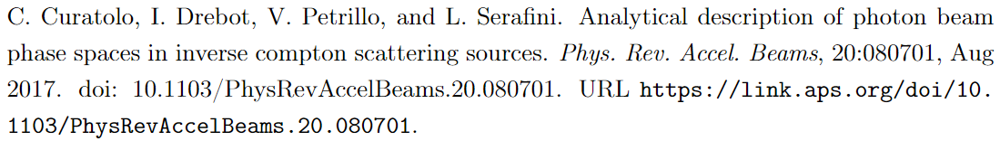 C. Curatolo, I. Drebot, V. Petrillo, and L. Serafini. Analytical description of photon beam
phase spaces in inverse compton scattering sources. Phys. Rev. Accel. Beams, 20:080701, Aug
2017. doi: 10.1103/PhysRevAccelBeams.20.080701. URL https://link.aps.org/doi/10.
1103/PhysRevAccelBeams.20.080701.